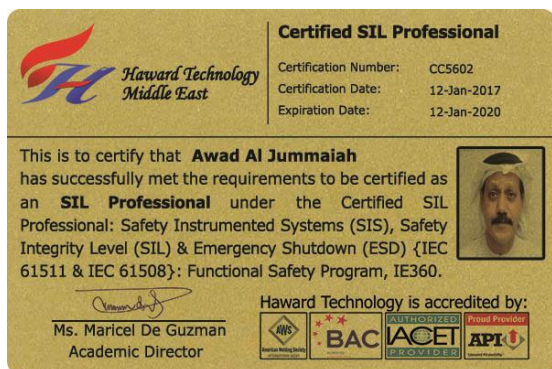 Haward Technology
Middle East
Certified SIL Professional
Certification Number: CC5602
Certification Date: 12-Jan-2017
Expiration Date: 12-Jan-2020
This is to certify that Awad Al Jummaiah
has successfully met the requirements to be certified as
an SIL Professional under the Certified SIL
Professional: Safety Instrumented Systems (SIS), Safety
Integrity Level (SIL) & Emergency Shutdown (ESD) {IEC
61511 & IEC 61508}: Functional Safety Program, IE360.
Ms. Maricel De Guzman
Academic Director
Haward Technology is accredited by:
AWS
American Welding Society
BAC
AUTHORIZED
IACET
PROVIDER
Proud Provider
API U